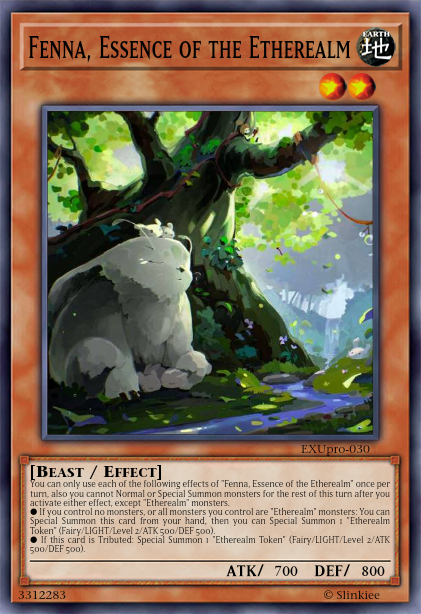 Fenna, Essence of the Etherealm
EARTH
地
EXUpro-030
[Beast / Effect]
You can only use each of the following effects of "Fenna, Essence of the Etherealm" once per
turn, also you cannot Normal or Special Summon monsters for the rest of this turn after you
activate either effect, except "Etherealm" monsters.
● If you control no monsters, or all monsters you control are "Etherealm" monsters: You can
Special Summon this card from your hand, then you can Special Summon 1 "Etherealm
Token" (Fairy/LIGHT/Level 2/ATK 500/DEF 500).
● If this card is Tributed: Special Summon 1 "Etherealm Token" (Fairy/LIGHT/Level 2/ATK
500/DEF 500).
ATK/ 700 DEF/ 800
3312283 © Slinkiee